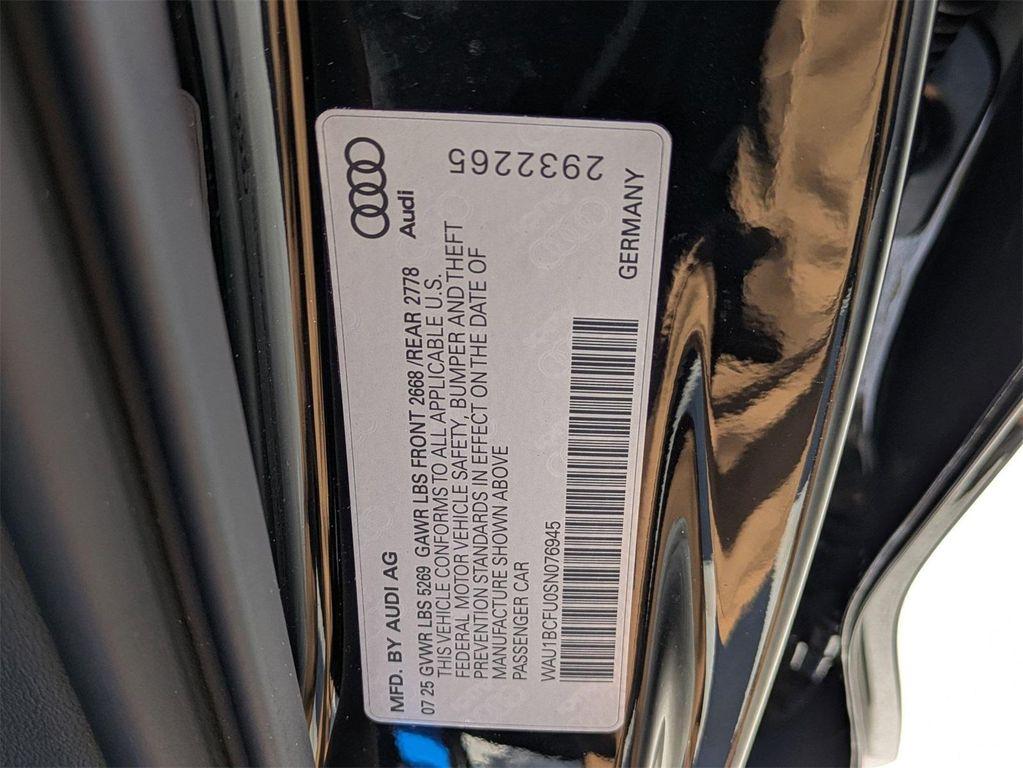 Audi
MFD. BY AUDI AG
07 25 GVWR LBS 5269 GAWR LBS FRONT 2668 /REAR 2778
THIS VEHICLE CONFORMS TO ALL APPLICABLE U.S.
FEDERAL MOTOR VEHICLE SAFETY, BUMPER AND THEFT
PREVENTION STANDARDS IN EFFECT ON THE DATE OF
MANUFACTURE SHOWN ABOVE
PASSENGER CAR
WAU1BCFU0SN076945
GERMANY
2932265